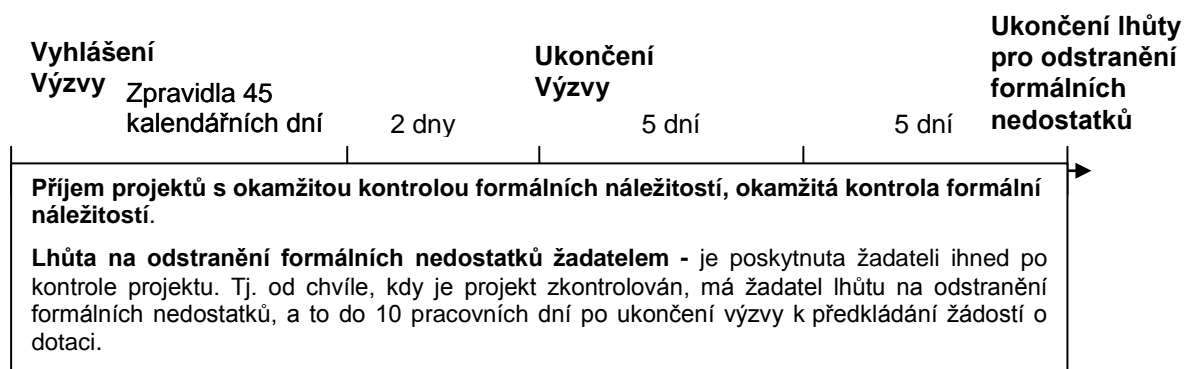 Vyhlášení
Výzvy
Zpravidla 45
kalendářních dní
2 dny
Ukončení
Výzvy
5 dní
5 dní
Ukončení lhůty
pro odstranění
formálních
nedostatků
Příjem projektů s okamžitou kontrolou formálních náležitostí, okamžitá kontrola formální
náležitostí.
Lhůta na odstranění formálních nedostatků žadatelem - je poskytnuta žadateli ihned po
kontrole projektu. Tj. od chvíle, kdy je projekt zkontrolován, má žadatel lhůtu na odstranění
formálních nedostatků, a to do 10 pracovních dní po ukončení výzvy k předkládání žádostí o
dotaci.